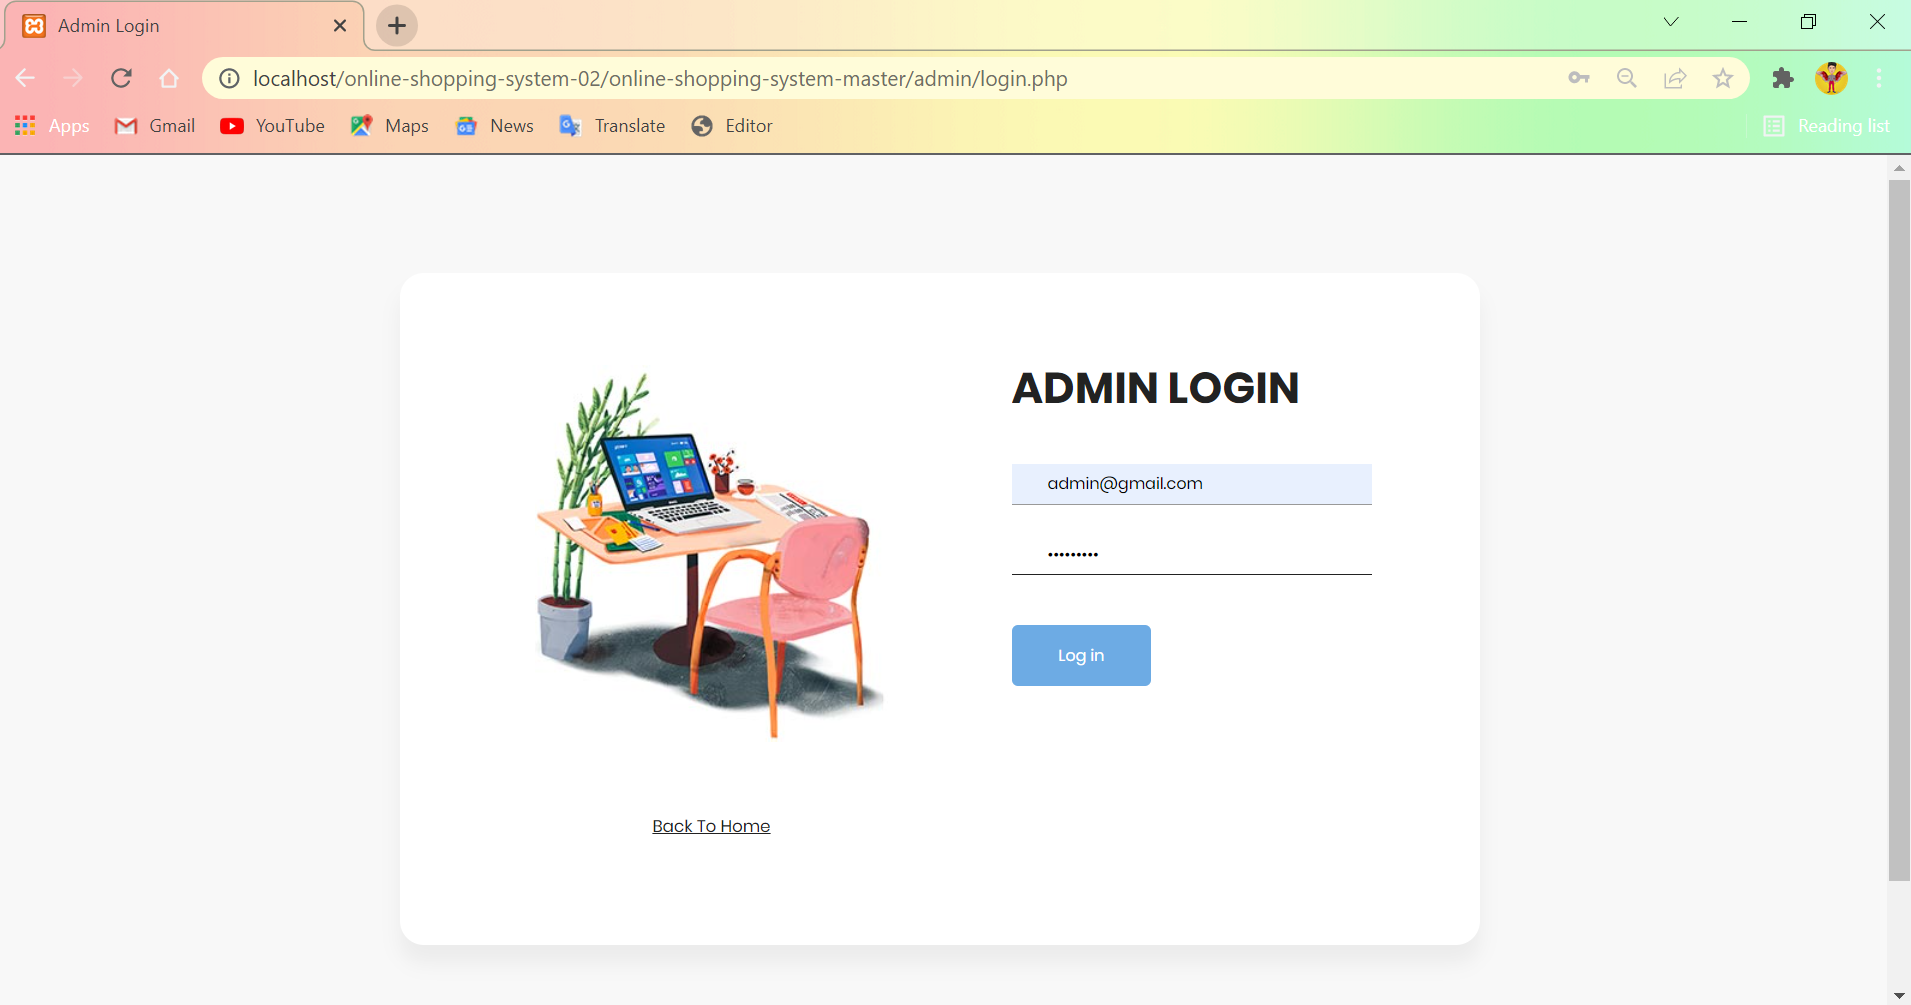 Admin Login
localhost/online-shopping-system-02/online-shopping-system-master/admin/login.php
Apps Gmail YouTube Maps News Translate Editor Reading list
ADMIN LOGIN
admin@gmail.com
•••••••••
Log in
Back To Home